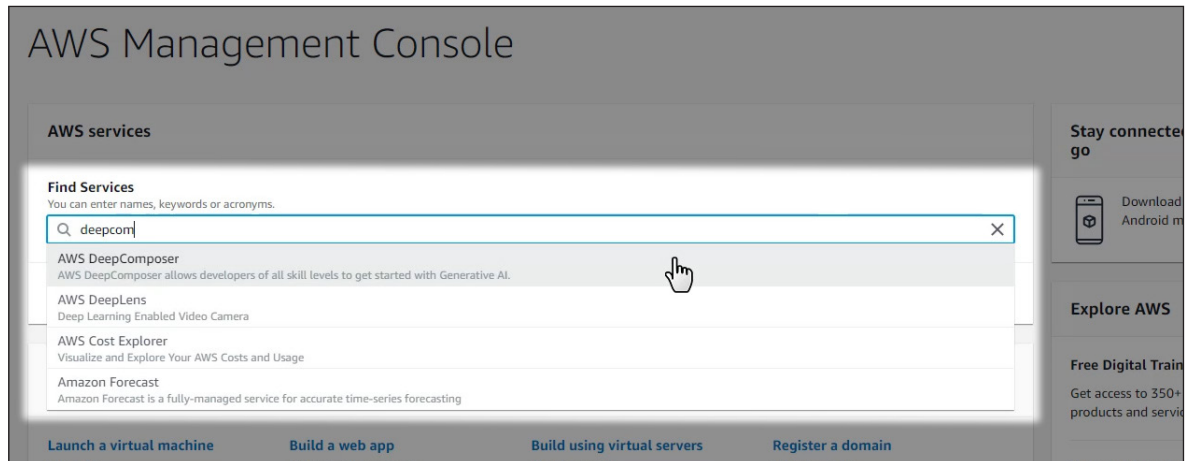 AWS Management Console
AWS services
Find Services
You can enter names, keywords or acronyms.
deepcom
AWS DeepComposer
AWS DeepComposer allows developers of all skill levels to get started with Generative AI.
AWS DeepLens
Deep Learning Enabled Video Camera
AWS Cost Explorer
Visualize and Explore Your AWS Costs and Usage
Amazon Forecast
Amazon Forecast is a fully-managed service for accurate time-series forecasting
Launch a virtual machine
Build a web app
Build using virtual servers
Register a domain
Stay connecte
go
Download
Android m
Explore AWS
Free Digital Train
Get access to 350+
products and servic